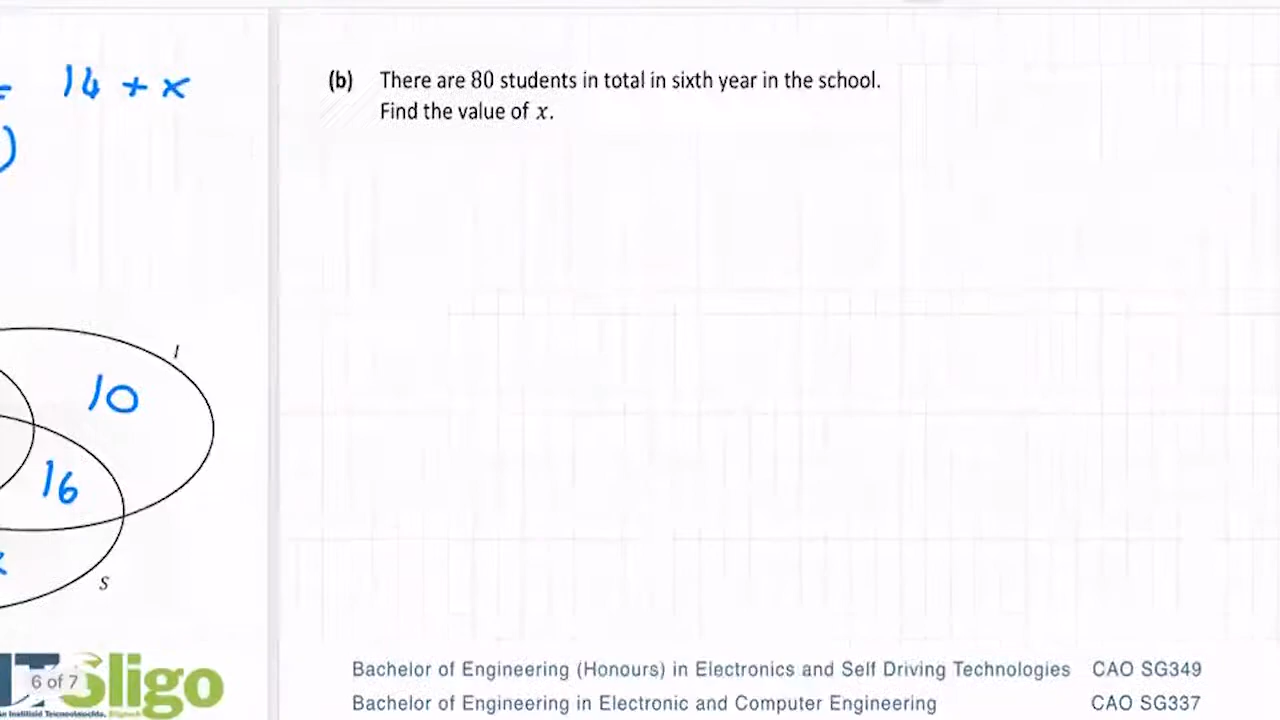 = 14 + x
)
(b) There are 80 students in total in sixth year in the school.
Find the value of x.
I
10
16
S
Sligo
6 of 7
Bachelor of Engineering (Honours) in Electronics and Self Driving Technologies CAO SG349
Bachelor of Engineering in Electronic and Computer Engineering CAO SG337